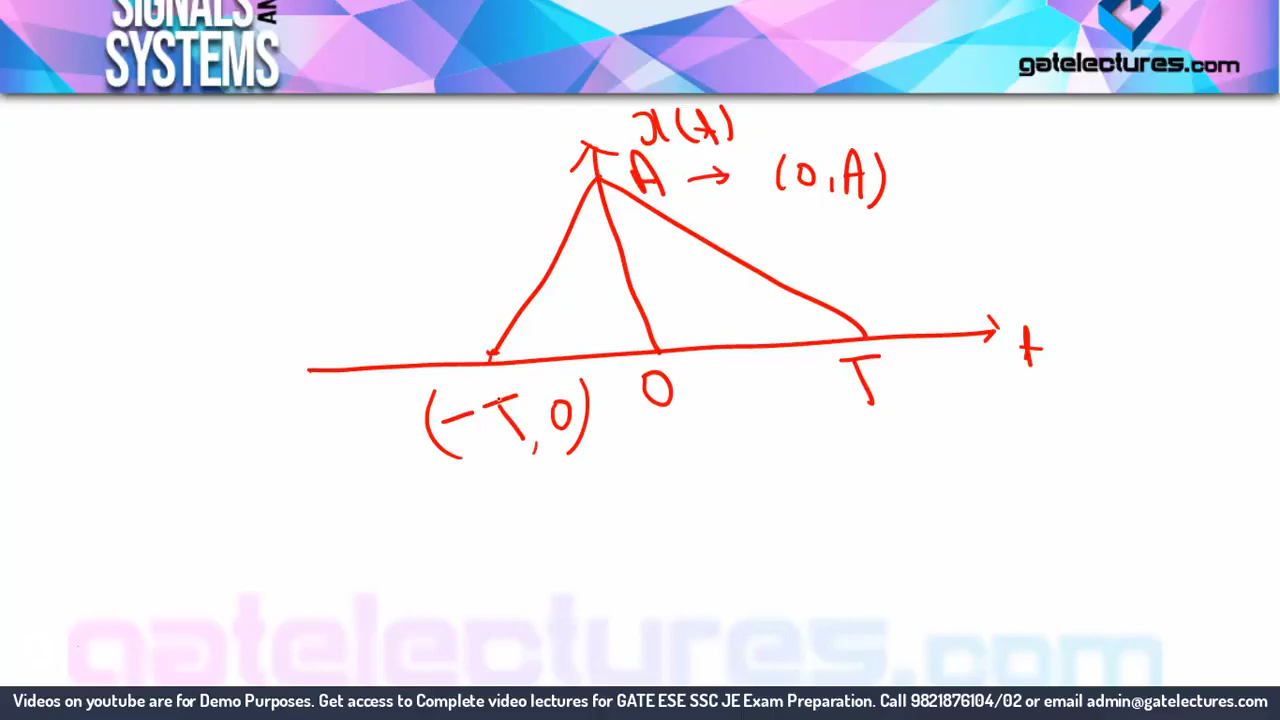 SIGNALS AN
SYSTEMS
gatelectures.com
x(t)
A → (0, A)
t
(-T, 0)
0
T
gatelectures.com
Videos on youtube are for Demo Purposes. Get access to Complete video lectures for GATE ESE SSC JE Exam Preparation. Call 9821876104/02 or email admin@gatelectures.com